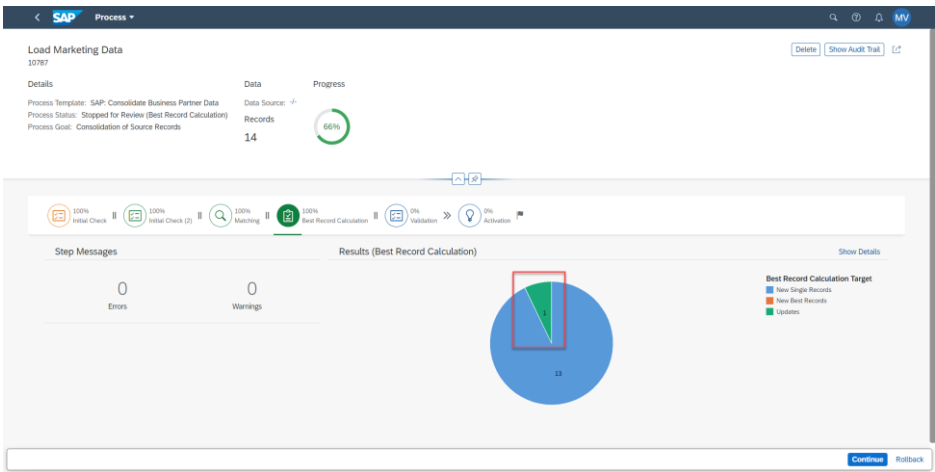 SAP Process
MV
Load Marketing Data
10787
Delete Show Audit Trail
Details
Process Template: SAP: Consolidate Business Partner Data
Process Status: Stopped for Review (Best Record Calculation)
Process Goal: Consolidation of Source Records
Data
Data Source: -/-
Records
14
Progress
66%
100%
Initial Check
100%
Initial Check (2)
100%
Matching
100%
Best Record Calculation
0%
Validation
0%
Activation
Step Messages
0
Errors
0
Warnings
Results (Best Record Calculation)
Show Details
1
13
Best Record Calculation Target
New Single Records
New Best Records
Updates
Continue Rollback